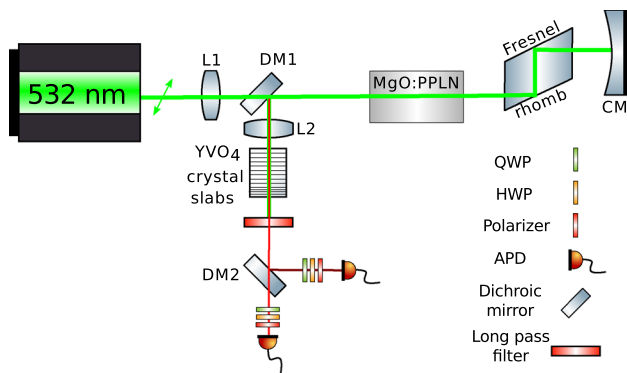 532 nm
L1
DM1
MgO:PPLN
Fresnel
rhomb
CM
L2
YVO4
crystal
slabs
DM2
QWP
HWP
Polarizer
APD
Dichroic
mirror
Long pass
filter